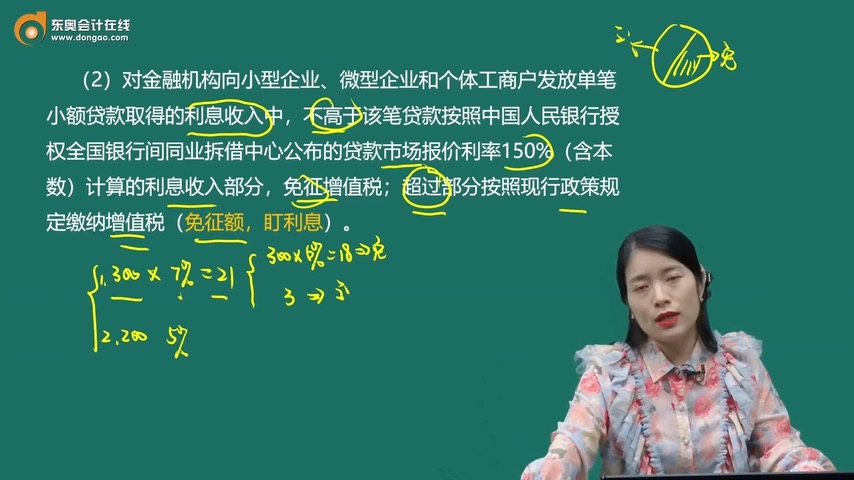 东奥会计在线
www.dongao.com
(2)对金融机构向小型企业、微型企业和个体工商户发放单笔
小额贷款取得的利息收入中，不高于该笔贷款按照中国人民银行授
权全国银行间同业拆借中心公布的贷款市场报价利率150%（含本
数）计算的利息收入部分，免征增值税；超过部分按照现行政策规
定缴纳增值税（免征额，盯利息）。
免
300×6%=18⇒免
1.300×7%=21
3⇒
2.200 5%